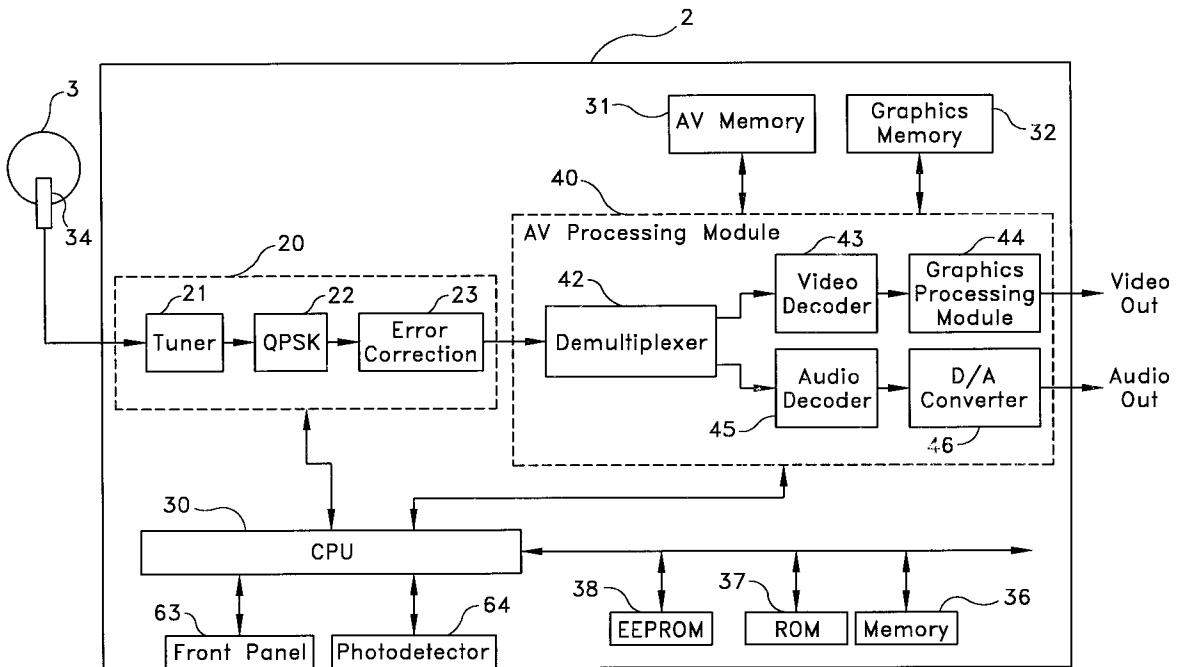 2
3
34
31
AV Memory
Graphics
Memory
32
40
AV Processing Module
20
21
Tuner
22
QPSK
23
Error
Correction
42
Demultiplexer
43
Video
Decoder
44
Graphics
Processing
Module
Video
Out
Audio
Decoder
45
D/A
Converter
46
Audio
Out
30
CPU
63
Front Panel
64
Photodetector
38
EEPROM
37
ROM
36
Memory